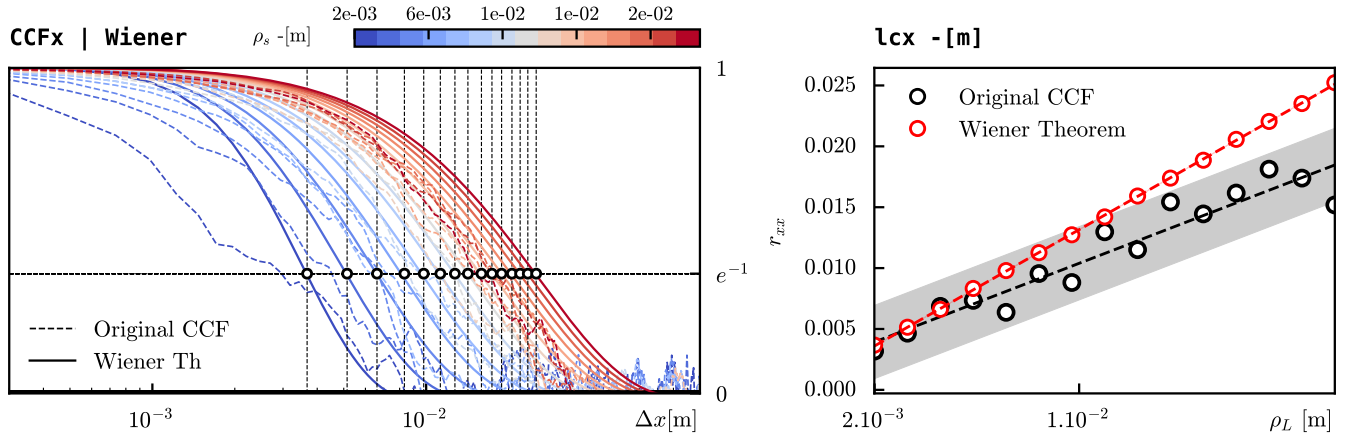 CCFx | Wiener
ρₛ -[m]
2e-03 6e-03 1e-02 1e-02 2e-02
1
e⁻¹
0
Original CCF
Wiener Th
10⁻³ 10⁻² Δx[m]
lcx -[m]
Original CCF
Wiener Theorem
rₓₓ
0.025
0.020
0.015
0.010
0.005
0.000
2.10⁻³ 1.10⁻² ρ_L [m]